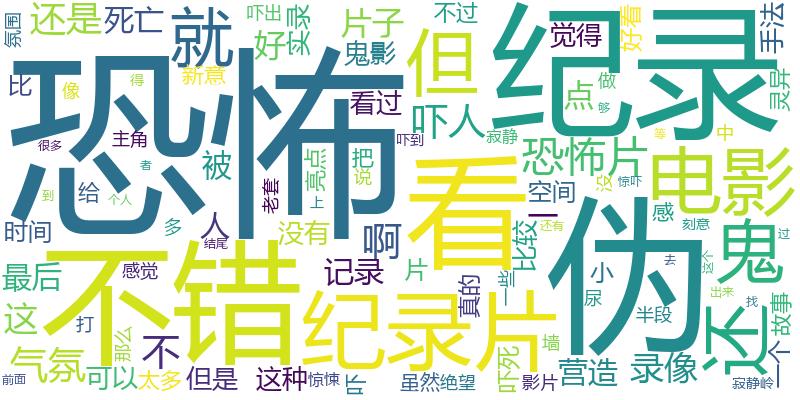 氛围
还是
死亡
就
吓出
好
实录
片子
鬼影
不过
但
纪录
觉得
好看
手法
比
像
新意
得
恐怖
看过
吓人
点
做
够
灵异
很多
主角
者
被
吓到
寂静
恐怖片
没
惊吓
等
中
电影
到
给
个人
老套
亮点
把
说
看
空间
一
伪
感
刻意
鬼
时间
多
人
上
没有
啊
比较
还
过
不错
结尾
还有
去
这个
最后
感觉
记录
片
真的
一些
小
尿
半段
出来
找
故事
一个
这
打
那么
不
纪录片
墙
气氛
可以
太多
但是
这种
惊悚
吓
虽然
绝望
吓死
影片
营造
录像
前面
寂静岭